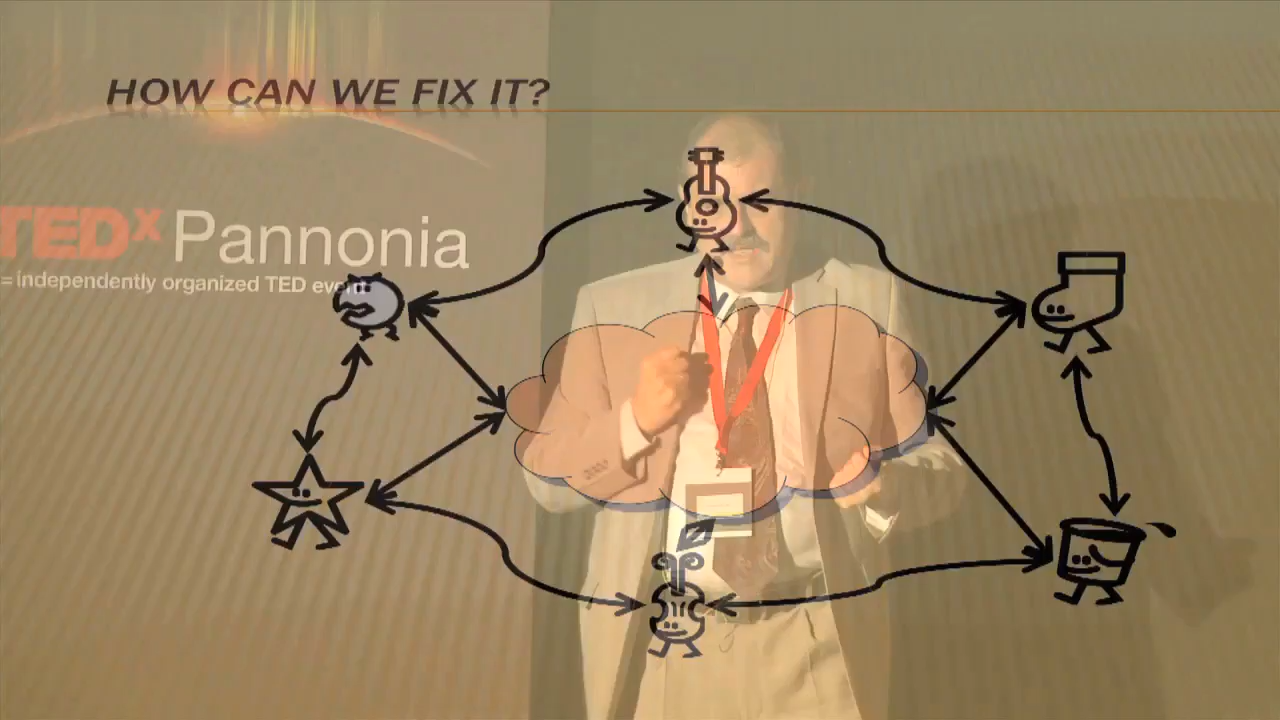 HOW CAN WE FIX IT?
TEDx Pannonia
= independently organized TED event